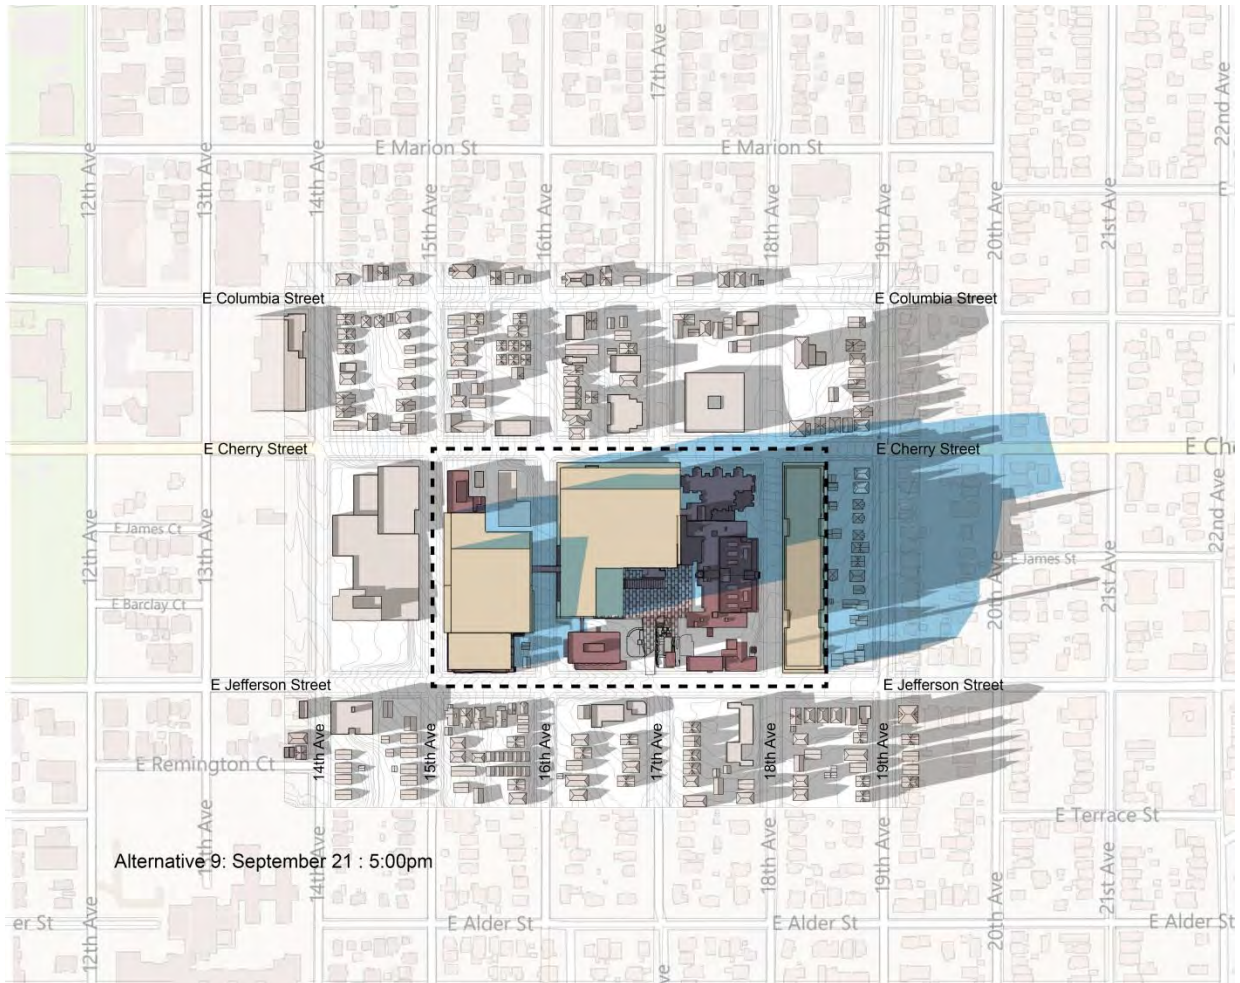 17th Ave
22nd Ave
E Marion St
E Marion St
12th Ave
13th Ave
14th Ave
15th Ave
16th Ave
18th Ave
19th Ave
20th Ave
21st Ave
E
E Columbia Street
E Columbia Street
E Cherry Street
E Cherry Street
E Che
12th Ave
E James Ct
13th Ave
22nd Ave
E James St
E Barclay Ct
20th Ave
21st Ave
E Jefferson Street
E Jefferson Street
14th Ave
15th Ave
16th Ave
17th Ave
18th Ave
19th Ave
E Remington Ct
E Terrace St
Alternative 9: September 21 : 5:00pm
14th Ave
18th Ave
19th Ave
21st Ave
er St
12th Ave
E Alder St
E Alder St
20th Ave
E Alder St
ve